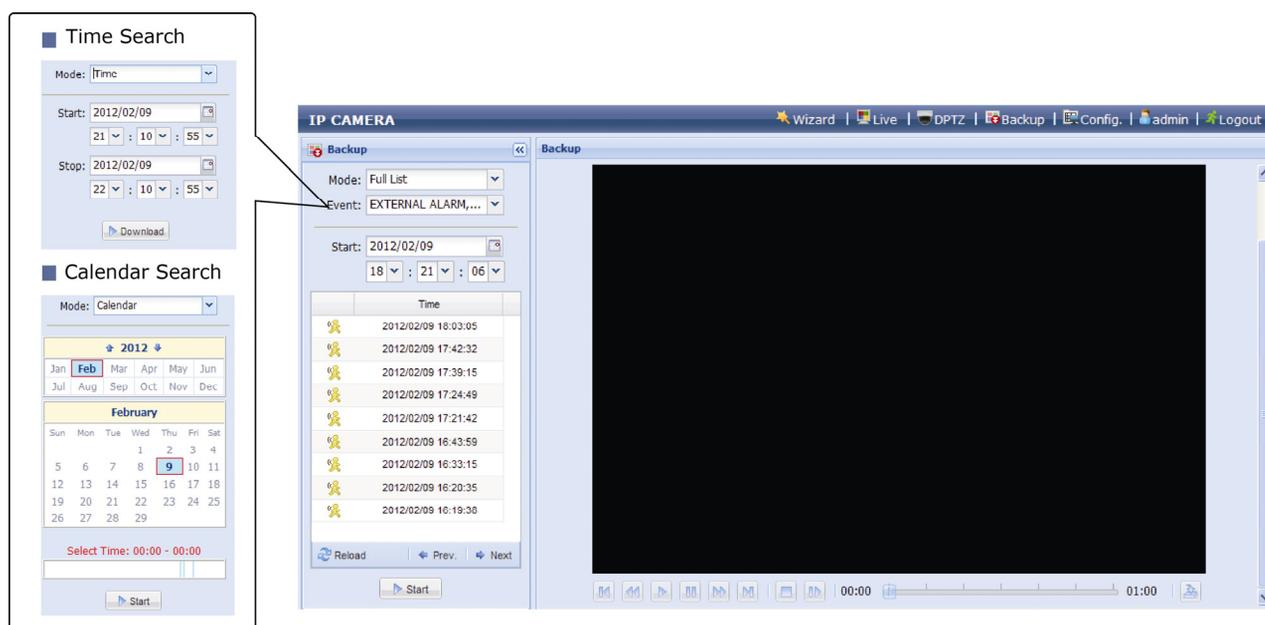 Time Search
Mode: Time
Start: 2012/02/09
21 : 10 : 55
Stop: 2012/02/09
22 : 10 : 55
Download
Calendar Search
Mode: Calendar
2012
Jan Feb Mar Apr May Jun
Jul Aug Sep Oct Nov Dec
February
Sun Mon Tue Wed Thu Fri Sat
1 2 3 4
5 6 7 8 9 10 11
12 13 14 15 16 17 18
19 20 21 22 23 24 25
26 27 28 29
Select Time: 00:00 - 00:00
Start
IP CAMERA
Wizard | Live | DPTZ | Backup | Config. | admin | Logout
Backup
Mode: Full List
Event: EXTERNAL ALARM,...
Start: 2012/02/09
18 : 21 : 06
Time
2012/02/09 18:03:05
2012/02/09 17:42:32
2012/02/09 17:39:15
2012/02/09 17:24:49
2012/02/09 17:21:42
2012/02/09 16:43:59
2012/02/09 16:33:15
2012/02/09 16:20:35
2012/02/09 16:19:38
Reload Prev. Next
Start
Backup
00:00 01:00